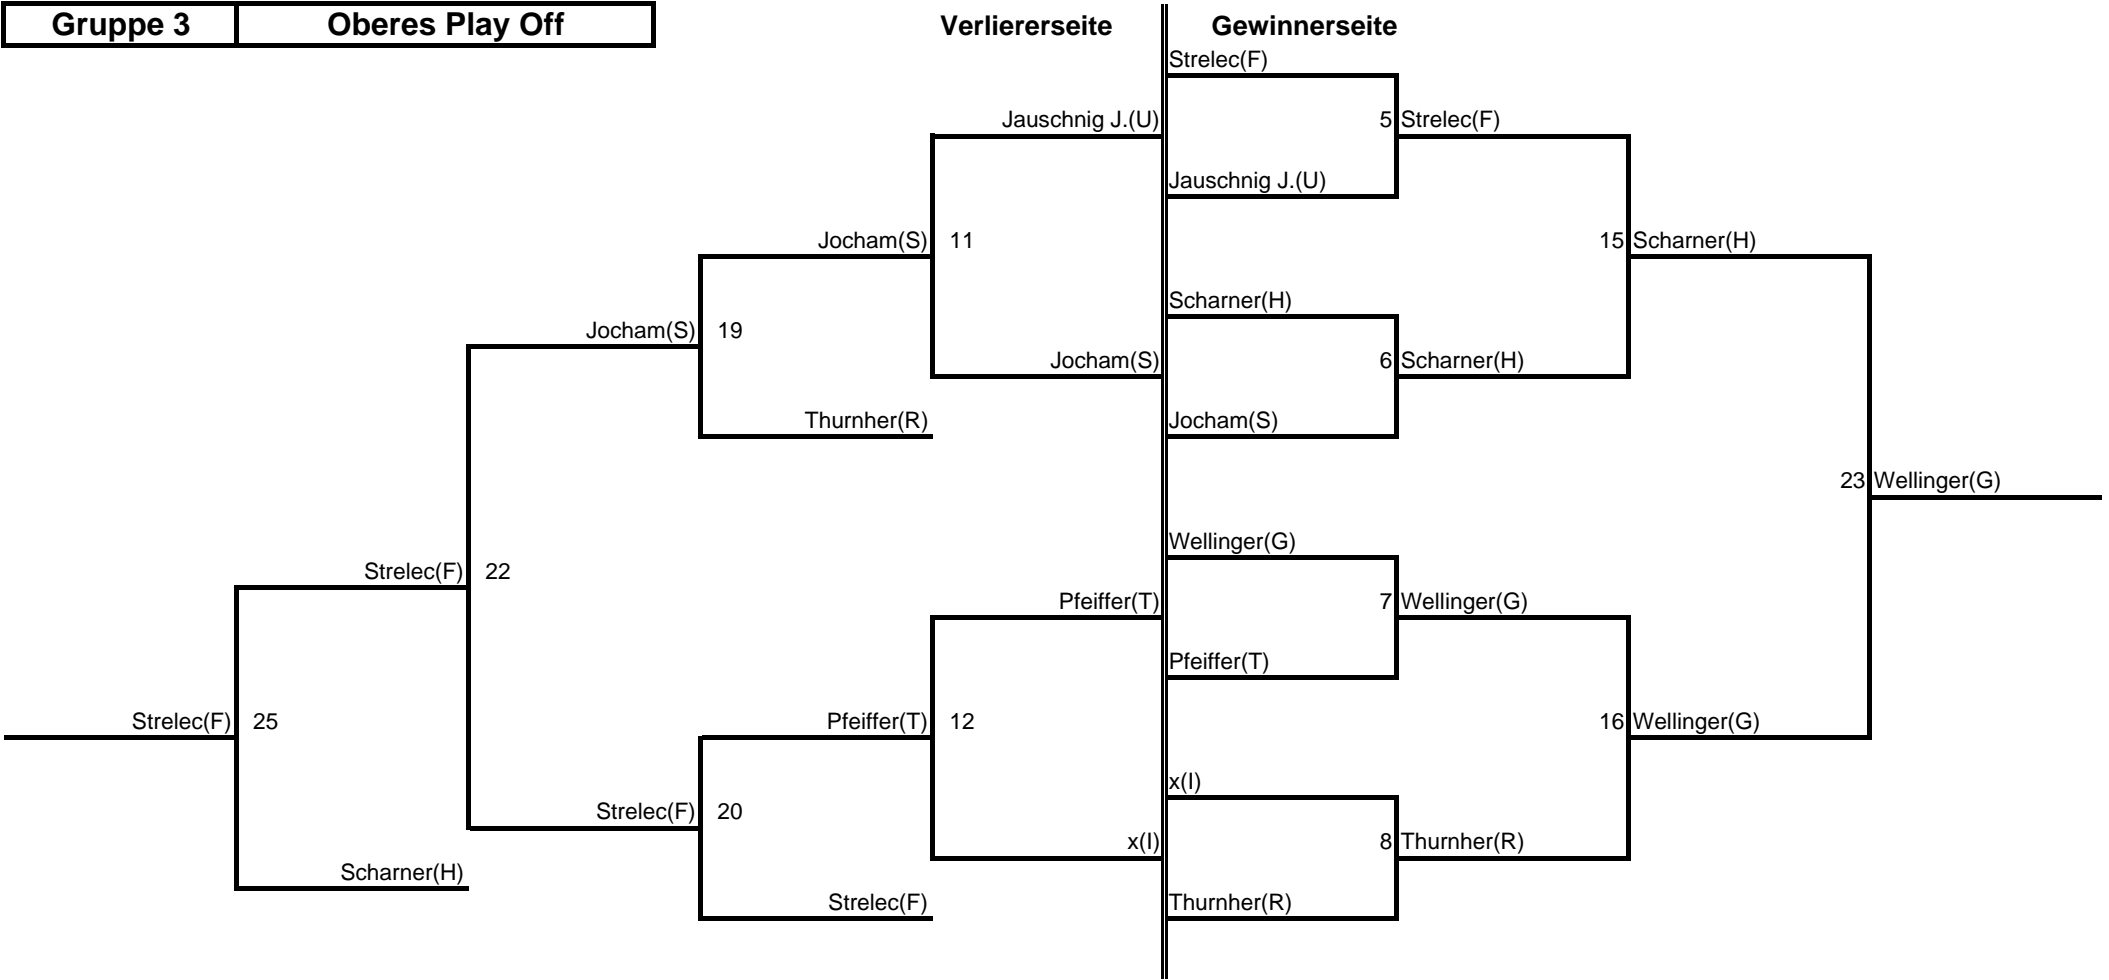 Gruppe 3 Oberes Play Off Verliererseite Gewinnerseite
Strelec(F)
Jauschnig J.(U) 5 Strelec(F)
Jauschnig J.(U)
Jocham(S) 11 15 Scharner(H)
Scharner(H)
Jocham(S) 19
Jocham(S) 6 Scharner(H)
Thurnher(R) Jocham(S)
23 Wellinger(G)
Wellinger(G)
Strelec(F) 22
Pfeiffer(T) 7 Wellinger(G)
Pfeiffer(T)
Strelec(F) 25 Pfeiffer(T) 12 16 Wellinger(G)
x(I)
Strelec(F) 20
x(I) 8 Thurnher(R)
Scharner(H)
Strelec(F) Thurnher(R)